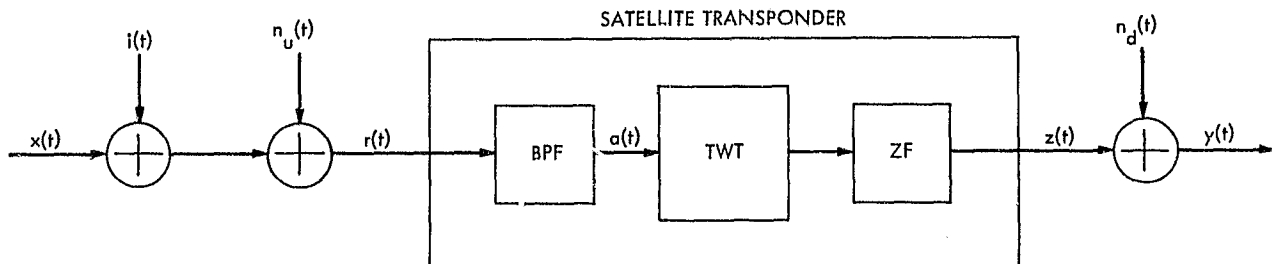 SATELLITE TRANSPONDER
i(t)
n_u(t)
n_d(t)
x(t)
r(t)
BPF
a(t)
TWT
ZF
z(t)
y(t)